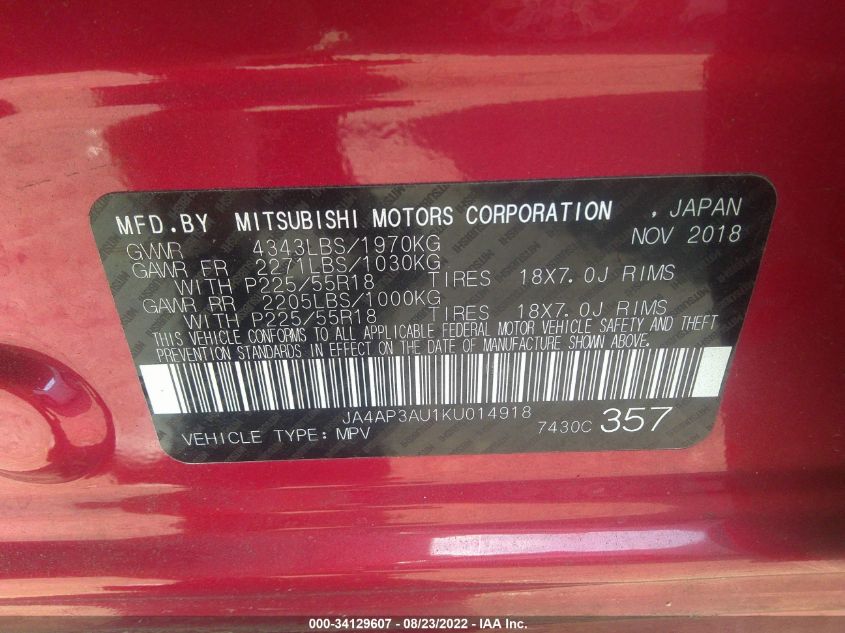 MFD.BY MITSUBISHI MOTORS CORPORATION , JAPAN
GVWR 4343LBS/1970KG NOV 2018
GAWR FR 2271LBS/1030KG
WITH P225/55R18 TIRES 18X7.0J RIMS
GAWR RR 2205LBS/1000KG
WITH P225/55R18 TIRES 18X7.0J RIMS
THIS VEHICLE CONFORMS TO ALL APPLICABLE FEDERAL MOTOR VEHICLE SAFETY AND THEFT
PREVENTION STANDARDS IN EFFECT ON THE DATE OF MANUFACTURE SHOWN ABOVE.
JA4AP3AU1KU014918
VEHICLE TYPE: MPV 7430C 357
000-34129607 - 08/23/2022 - IAA Inc.